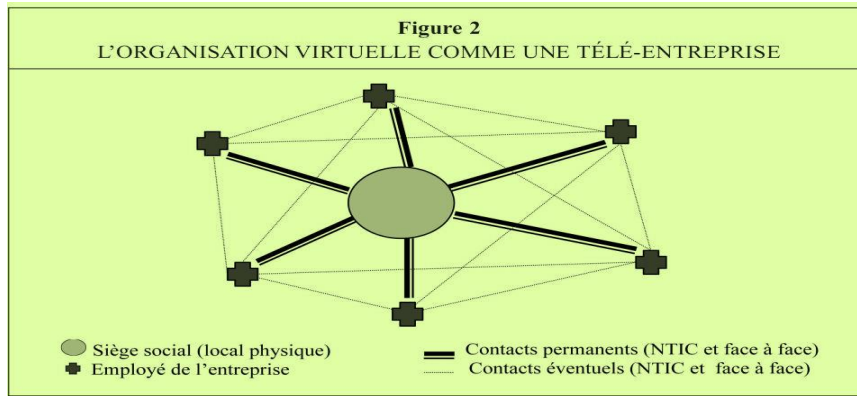 Figure 2
L’ORGANISATION VIRTUELLE COMME UNE TÉLÉ-ENTREPRISE
Siège social (local physique)
Employé de l’entreprise
Contacts permanents (NTIC et face à face)
Contacts éventuels (NTIC et face à face)